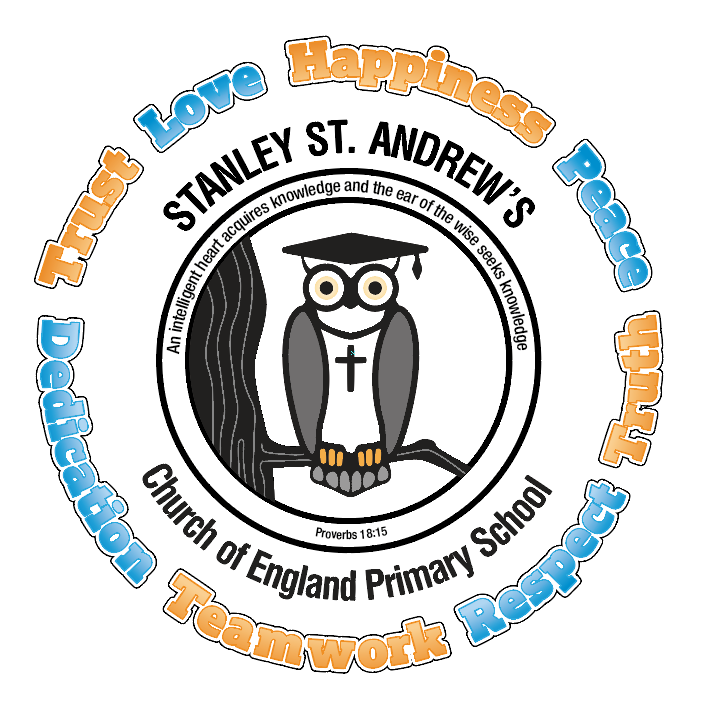 Happiness
Peace
Truth
Respect
Teamwork
Dedication
Trust
Love
STANLEY ST. ANDREW'S
An intelligent heart acquires knowledge and the ear of the wise seeks knowledge
Proverbs 18:15
Church of England Primary School